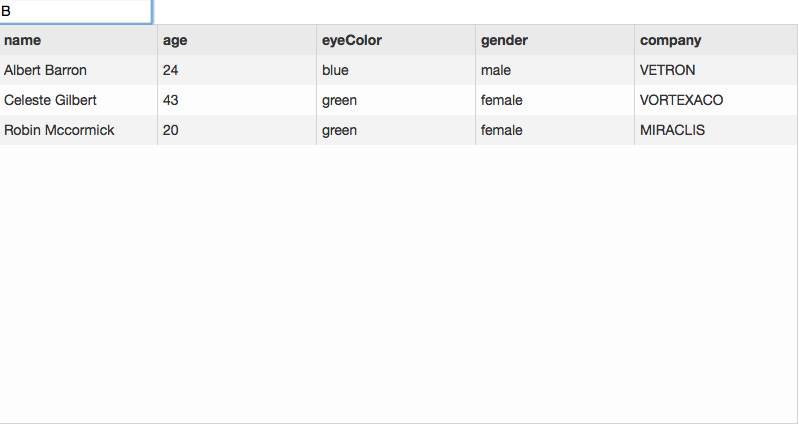 B
name age eyeColor gender company
Albert Barron 24 blue male VETRON
Celeste Gilbert 43 green female VORTEXACO
Robin Mccormick 20 green female MIRACLIS